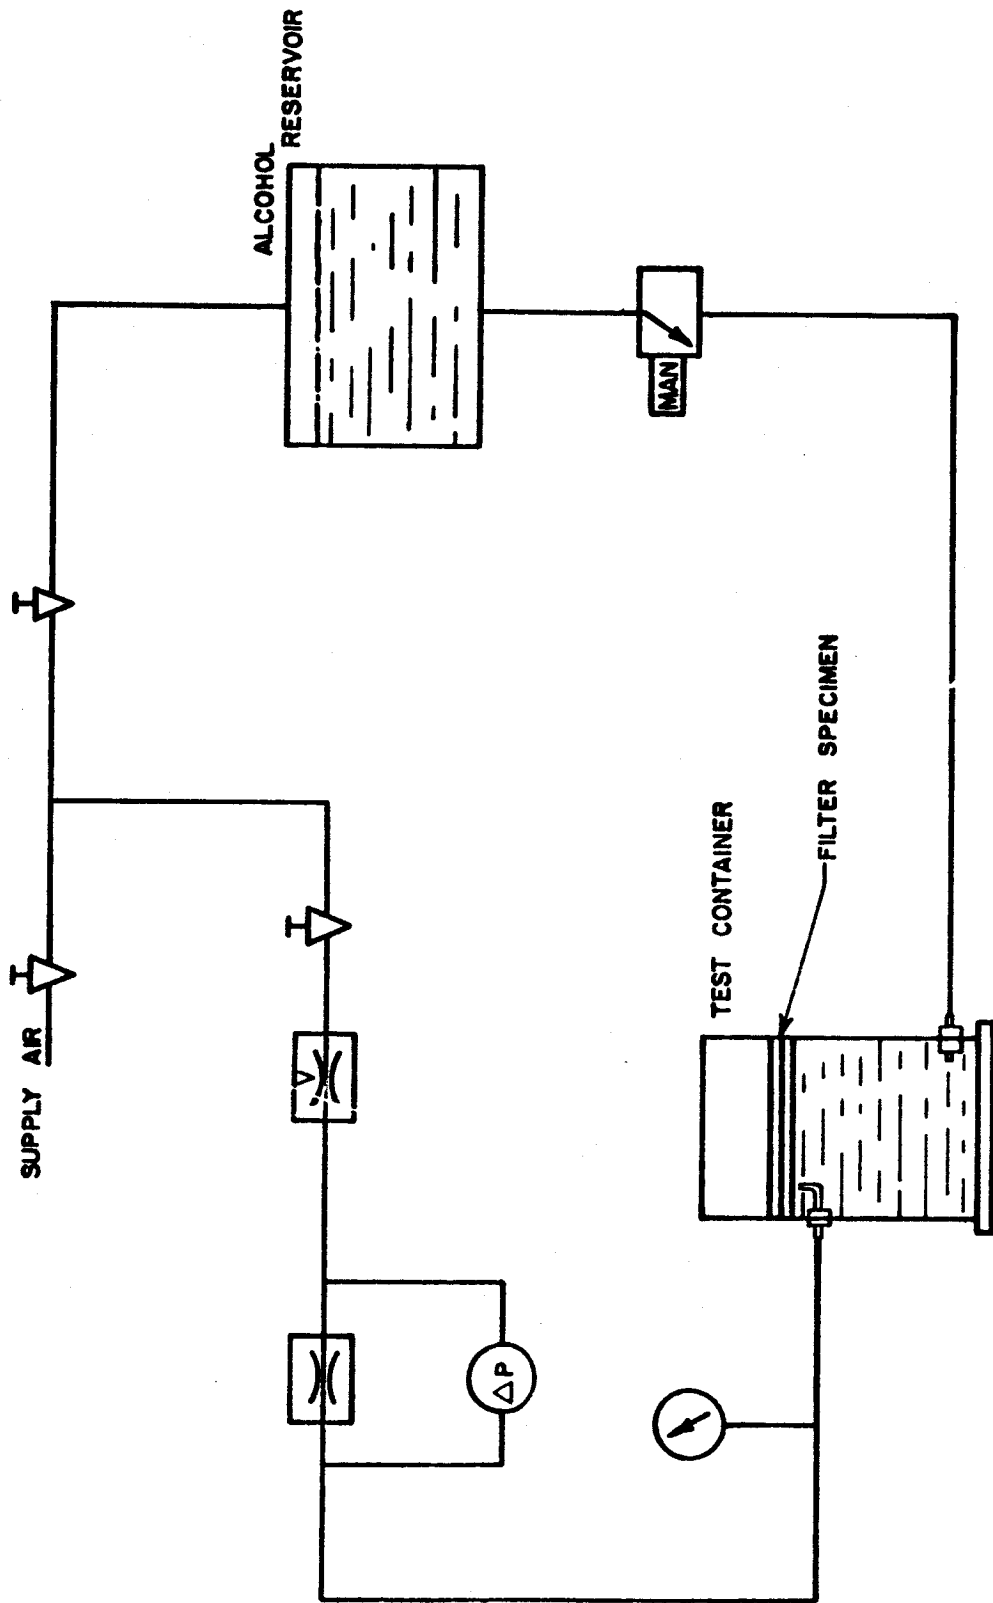 SUPPLY AIR
ALCOHOL
RESERVOIR
MAN
V
ΔP
TEST CONTAINER
FILTER SPECIMEN